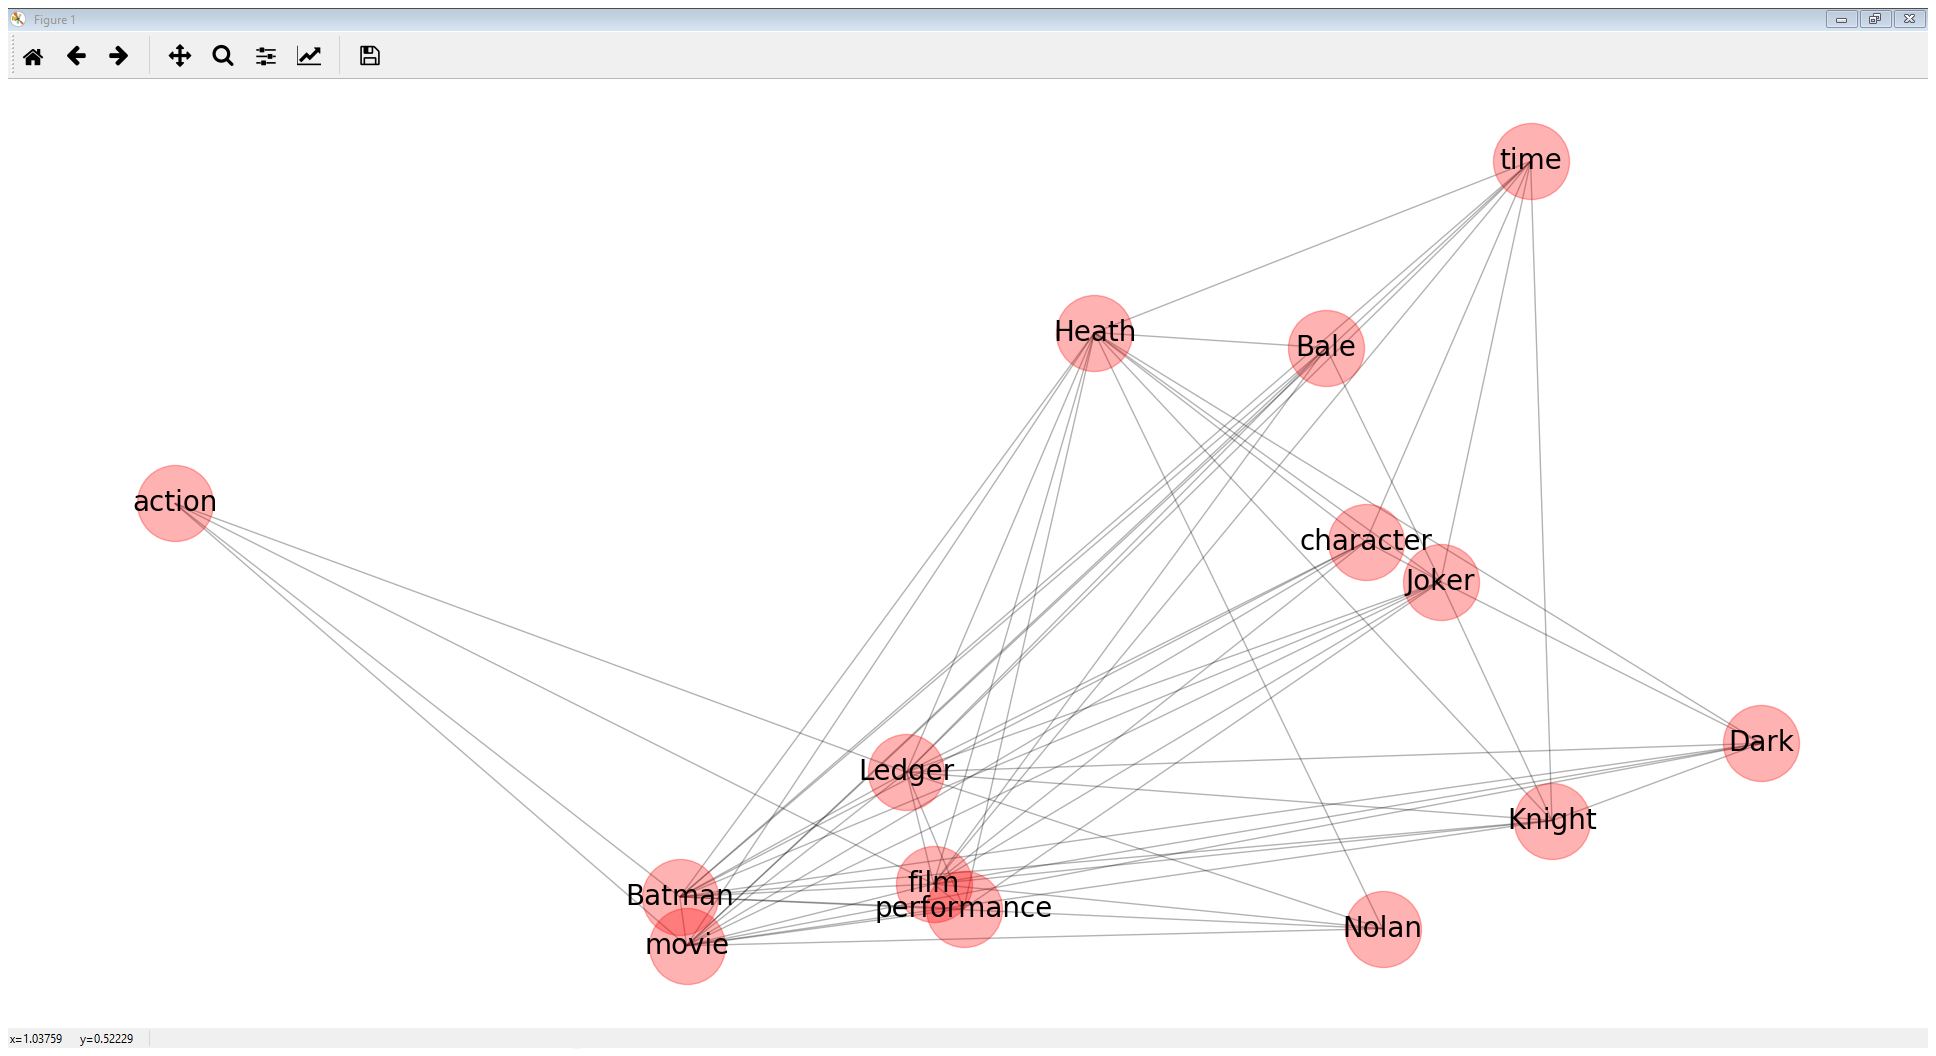 Figure 1
time
Heath
Bale
action
character
Joker
Dark
Ledger
Knight
film
Batman
performance
Nolan
movie
x=1.03759 y=0.52229